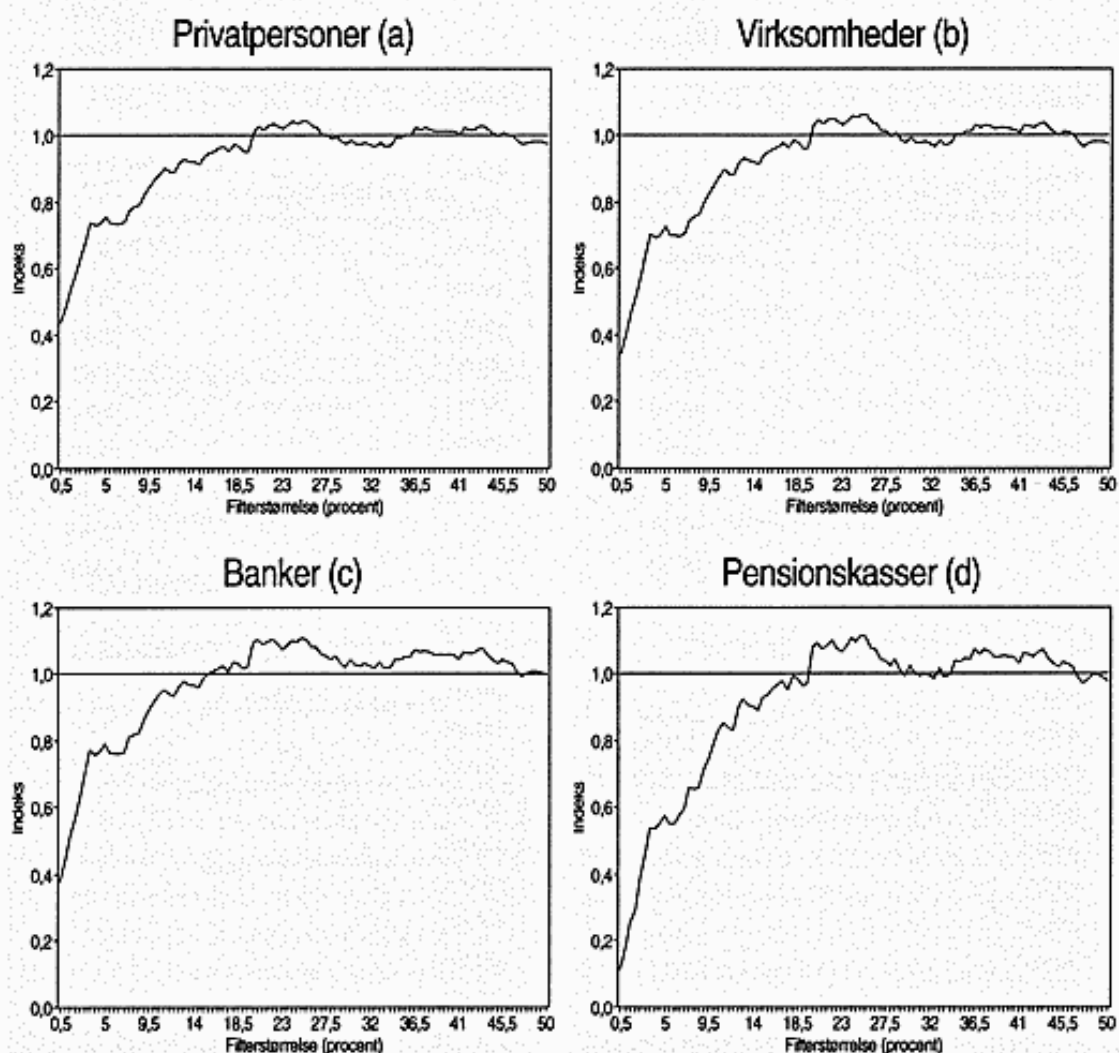 Privatpersoner (a)
1,2
1,0
0,8
0,6
0,4
0,2
0,0
Indeks
0,5 5 9,5 14 18,5 23 27,5 32 36,5 41 45,5 50
Filterstørrelse (procent)
Virksomheder (b)
1,2
1,0
0,8
0,6
0,4
0,2
0,0
Indeks
0,5 5 9,5 14 18,5 23 27,5 32 36,5 41 45,5 50
Filterstørrelse (procent)
Banker (c)
1,2
1,0
0,8
0,6
0,4
0,2
0,0
Indeks
0,5 5 9,5 14 18,5 23 27,5 32 36,5 41 45,5 50
Filterstørrelse (procent)
Pensionskasser (d)
1,2
1,0
0,8
0,6
0,4
0,2
0,0
Indeks
0,5 5 9,5 14 18,5 23 27,5 32 36,5 41 45,5 50
Filterstørrelse (procent)